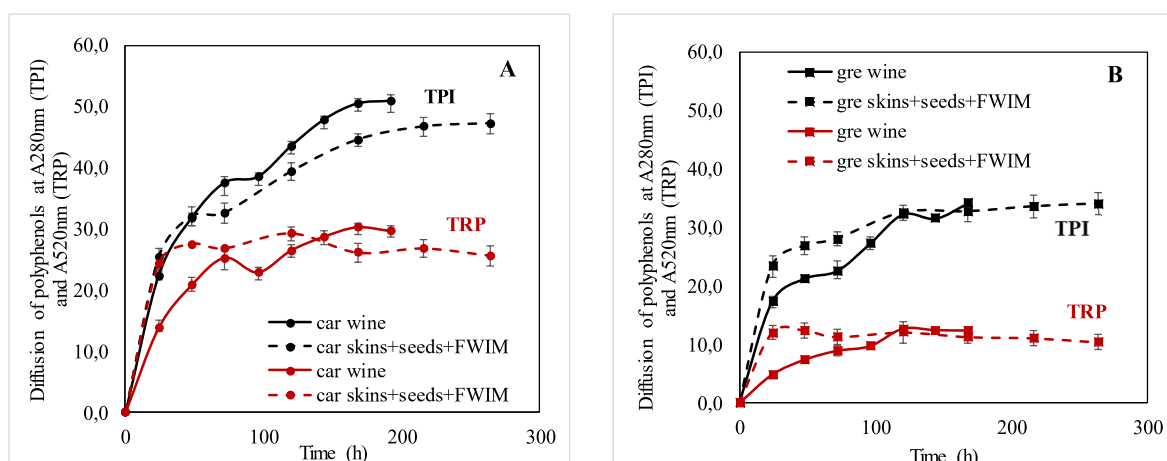 Diffusion of polyphenols at A280nm (TPI)
and A520nm (TRP)
60,0
50,0
40,0
30,0
20,0
10,0
0,0
A
TPI
TRP
car wine
car skins+seeds+FWIM
car wine
car skins+seeds+FWIM
0
100
200
300
Time (h)
Diffusion of polyphenols at A280nm (TPI)
and A520nm (TRP)
60,0
50,0
40,0
30,0
20,0
10,0
0,0
B
gre wine
gre skins+seeds+FWIM
gre wine
gre skins+seeds+FWIM
TPI
TRP
0
100
200
300
Time (h)